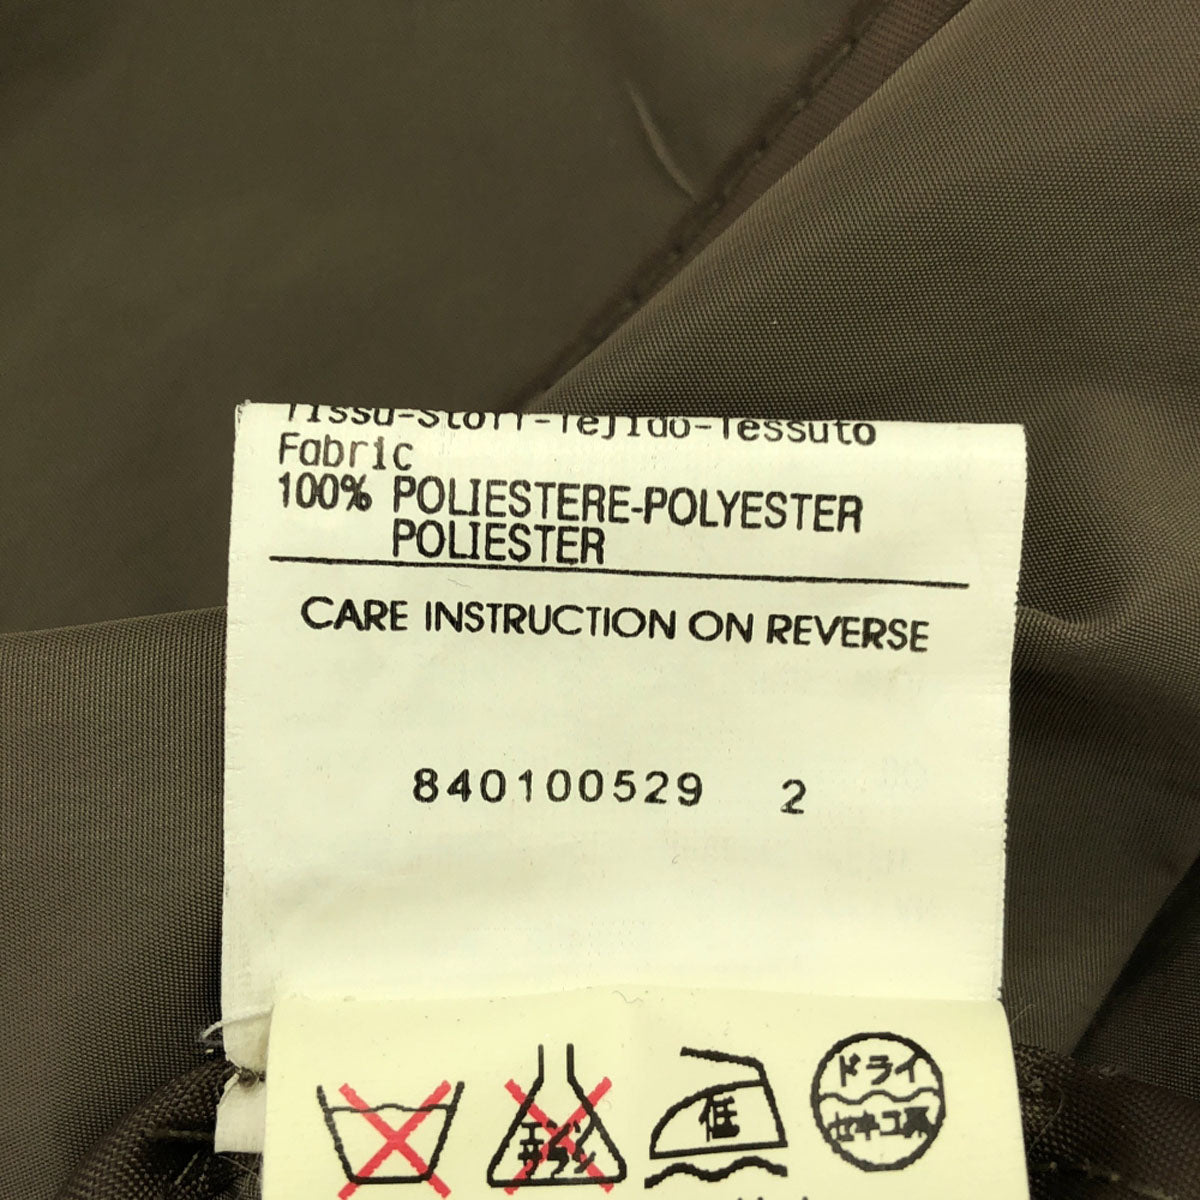 Tissu-Stoff-Tejido-Tessuto
Fabric
100% POLIESTERE-POLYESTER
POLIESTER
CARE INSTRUCTION ON REVERSE
840100529 2
低
ドライ